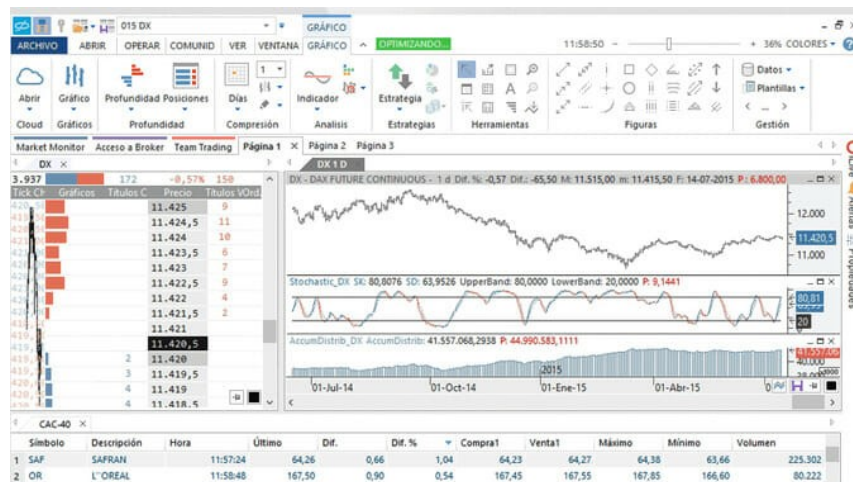 015 DX
GRÁFICO
ARCHIVO ABRIR OPERAR COMUNID VER VENTANA GRÁFICO OPTIMIZANDO... 11:58:50 - + 36% COLORES
Abrir Gráfico Profundidad Posiciones Días 1 Indicador Estrategia Datos
Plantillas
Cloud Gráficos Profundidad Compresión Analisis Estrategias Herramientas Figuras Gestión
Market Monitor Acceso a Broker Team Trading Página 1 × Página 2 Página 3
DX ×
DX 1 D
3.937 172 -0,57% 150
DX - DAX FUTURE CONTINUOUS - 1 d Dif. %: -0,57 Dif.: -65,50 M: 11.515,00 m: 11.415,50 F: 14-07-2015 P: 6.800,00
Gráficos Títulos C Precio Títulos V Ord.
11.425 9
11.424,5 11
11.424 10
11.423,5 6
11.423 7
11.422,5 9
11.422 4
11.421,5 2
11.421
11.420,5
2 11.420
3 11.419,5
4 11.419
4 11.418,5
12.000
11.420,5
11.000
Stochastic_DX SK: 80,8076 SD: 63,9526 UpperBand: 80,0000 LowerBand: 20,0000 P: 9,1441
80,81
20
AccumDistrib_DX AccumDistrib: 41.557.068,2938 P: 44.990.583,1111
41.557.06
40.000
2015
01-Jul-14 01-Oct-14 01-Ene-15 01-Abr-15
Alertas
Propiedades
CAC-40 ×
Símbolo Descripción Hora Último Dif. Dif. % Compra1 Venta1 Máximo Mínimo Volumen
1 SAF SAFRAN 11:57:24 64,26 0,66 1,04 64,23 64,27 64,38 63,66 225.302
2 OR L'OREAL 11:58:48 167,50 0,90 0,54 167,45 167,55 167,85 166,60 80.222